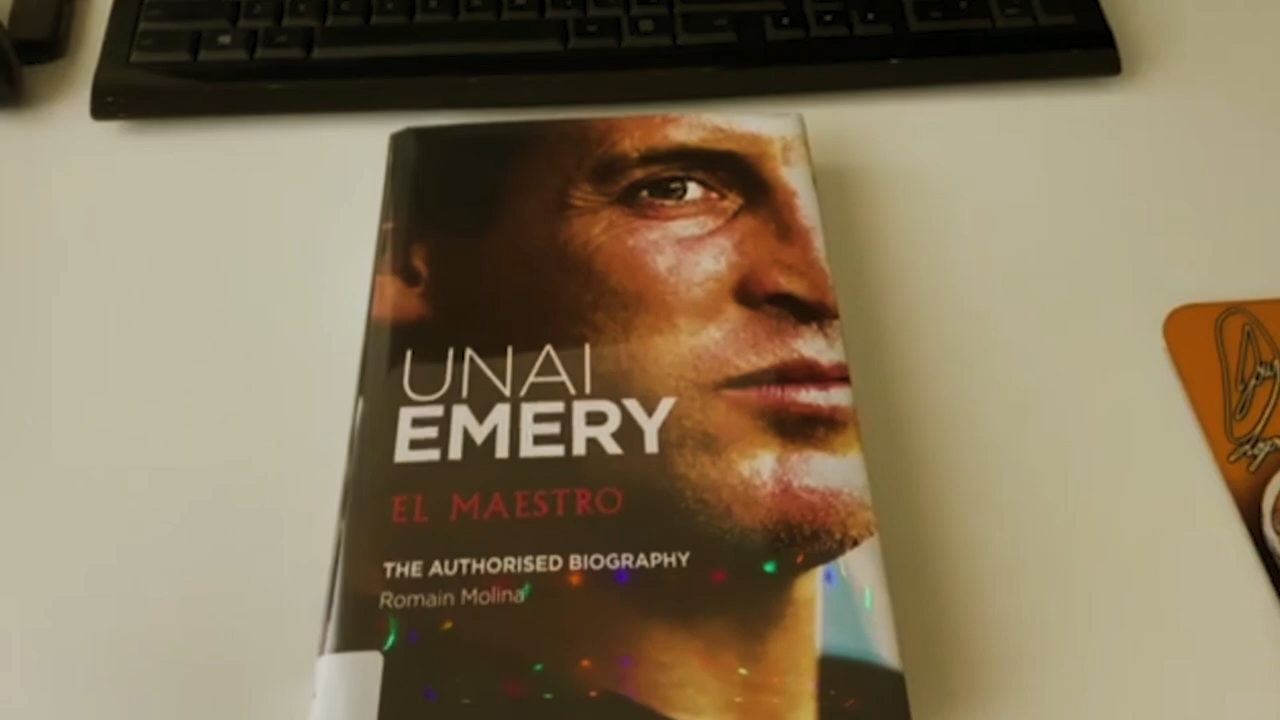 UNAI
EMERY
EL MAESTRO
THE AUTHORISED BIOGRAPHY
Romain Molina